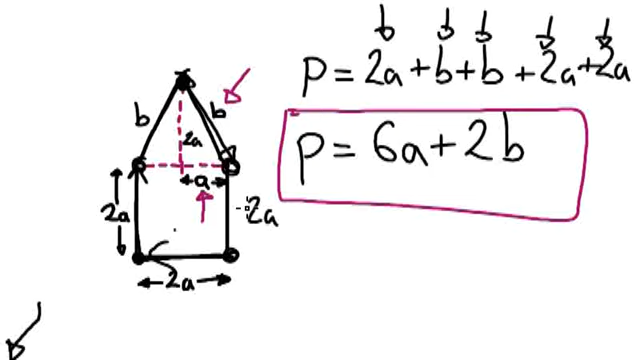 P = 2a + b + b + 2a + 2a
P = 6a + 2b
b b
2a
a
2a 2a
2a